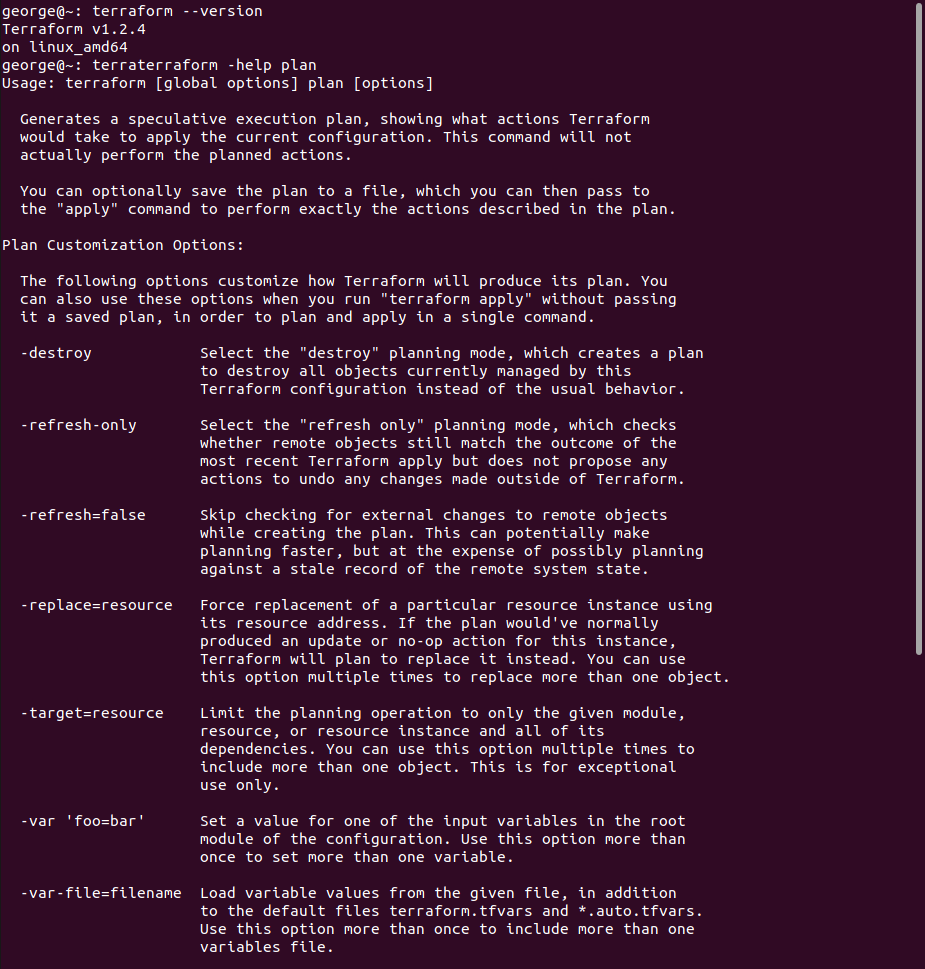 george@~: terraform --version
Terraform v1.2.4
on linux_amd64
george@~: terraterraform -help plan
Usage: terraform [global options] plan [options]
Generates a speculative execution plan, showing what actions Terraform
would take to apply the current configuration. This command will not
actually perform the planned actions.
You can optionally save the plan to a file, which you can then pass to
the "apply" command to perform exactly the actions described in the plan.
Plan Customization Options:
The following options customize how Terraform will produce its plan. You
can also use these options when you run "terraform apply" without passing
it a saved plan, in order to plan and apply in a single command.
-destroy Select the "destroy" planning mode, which creates a plan
to destroy all objects currently managed by this
Terraform configuration instead of the usual behavior.
-refresh-only Select the "refresh only" planning mode, which checks
whether remote objects still match the outcome of the
most recent Terraform apply but does not propose any
actions to undo any changes made outside of Terraform.
-refresh=false Skip checking for external changes to remote objects
while creating the plan. This can potentially make
planning faster, but at the expense of possibly planning
against a stale record of the remote system state.
-replace=resource Force replacement of a particular resource instance using
its resource address. If the plan would've normally
produced an update or no-op action for this instance,
Terraform will plan to replace it instead. You can use
this option multiple times to replace more than one object.
-target=resource Limit the planning operation to only the given module,
resource, or resource instance and all of its
dependencies. You can use this option multiple times to
include more than one object. This is for exceptional
use only.
-var 'foo=bar' Set a value for one of the input variables in the root
module of the configuration. Use this option more than
once to set more than one variable.
-var-file=filename Load variable values from the given file, in addition
to the default files terraform.tfvars and *.auto.tfvars.
Use this option more than once to include more than one
variables file.